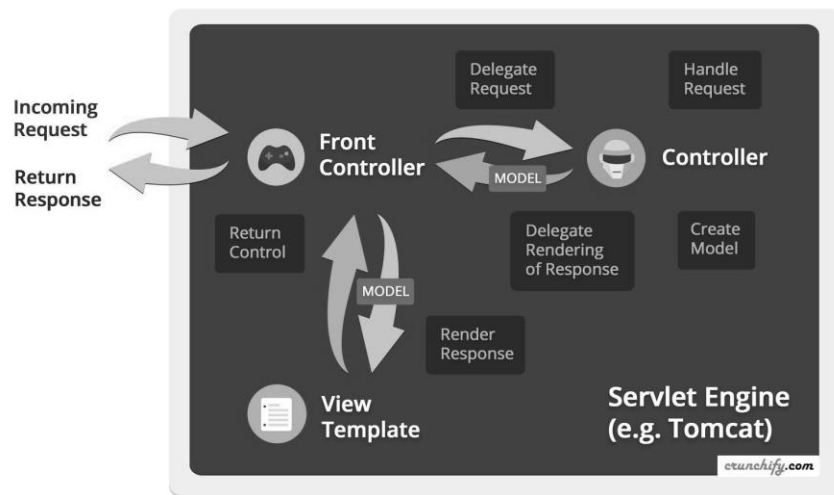 Delegate
Request
Handle
Request
Incoming
Request
Front
Controller
Controller
MODEL
Return
Response
Return
Control
Delegate
Rendering
of Response
Create
Model
MODEL
Render
Response
View
Template
Servlet Engine
(e.g. Tomcat)
crunchify.com